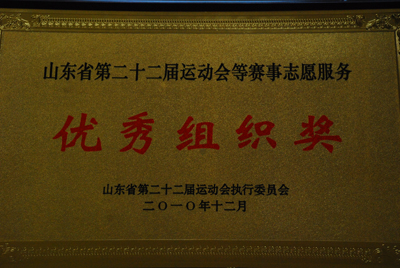 山东省第二十二届运动会等赛事志愿服务
优秀组织奖
山东省第二十二届运动会执行委员会
二〇一〇年十二月